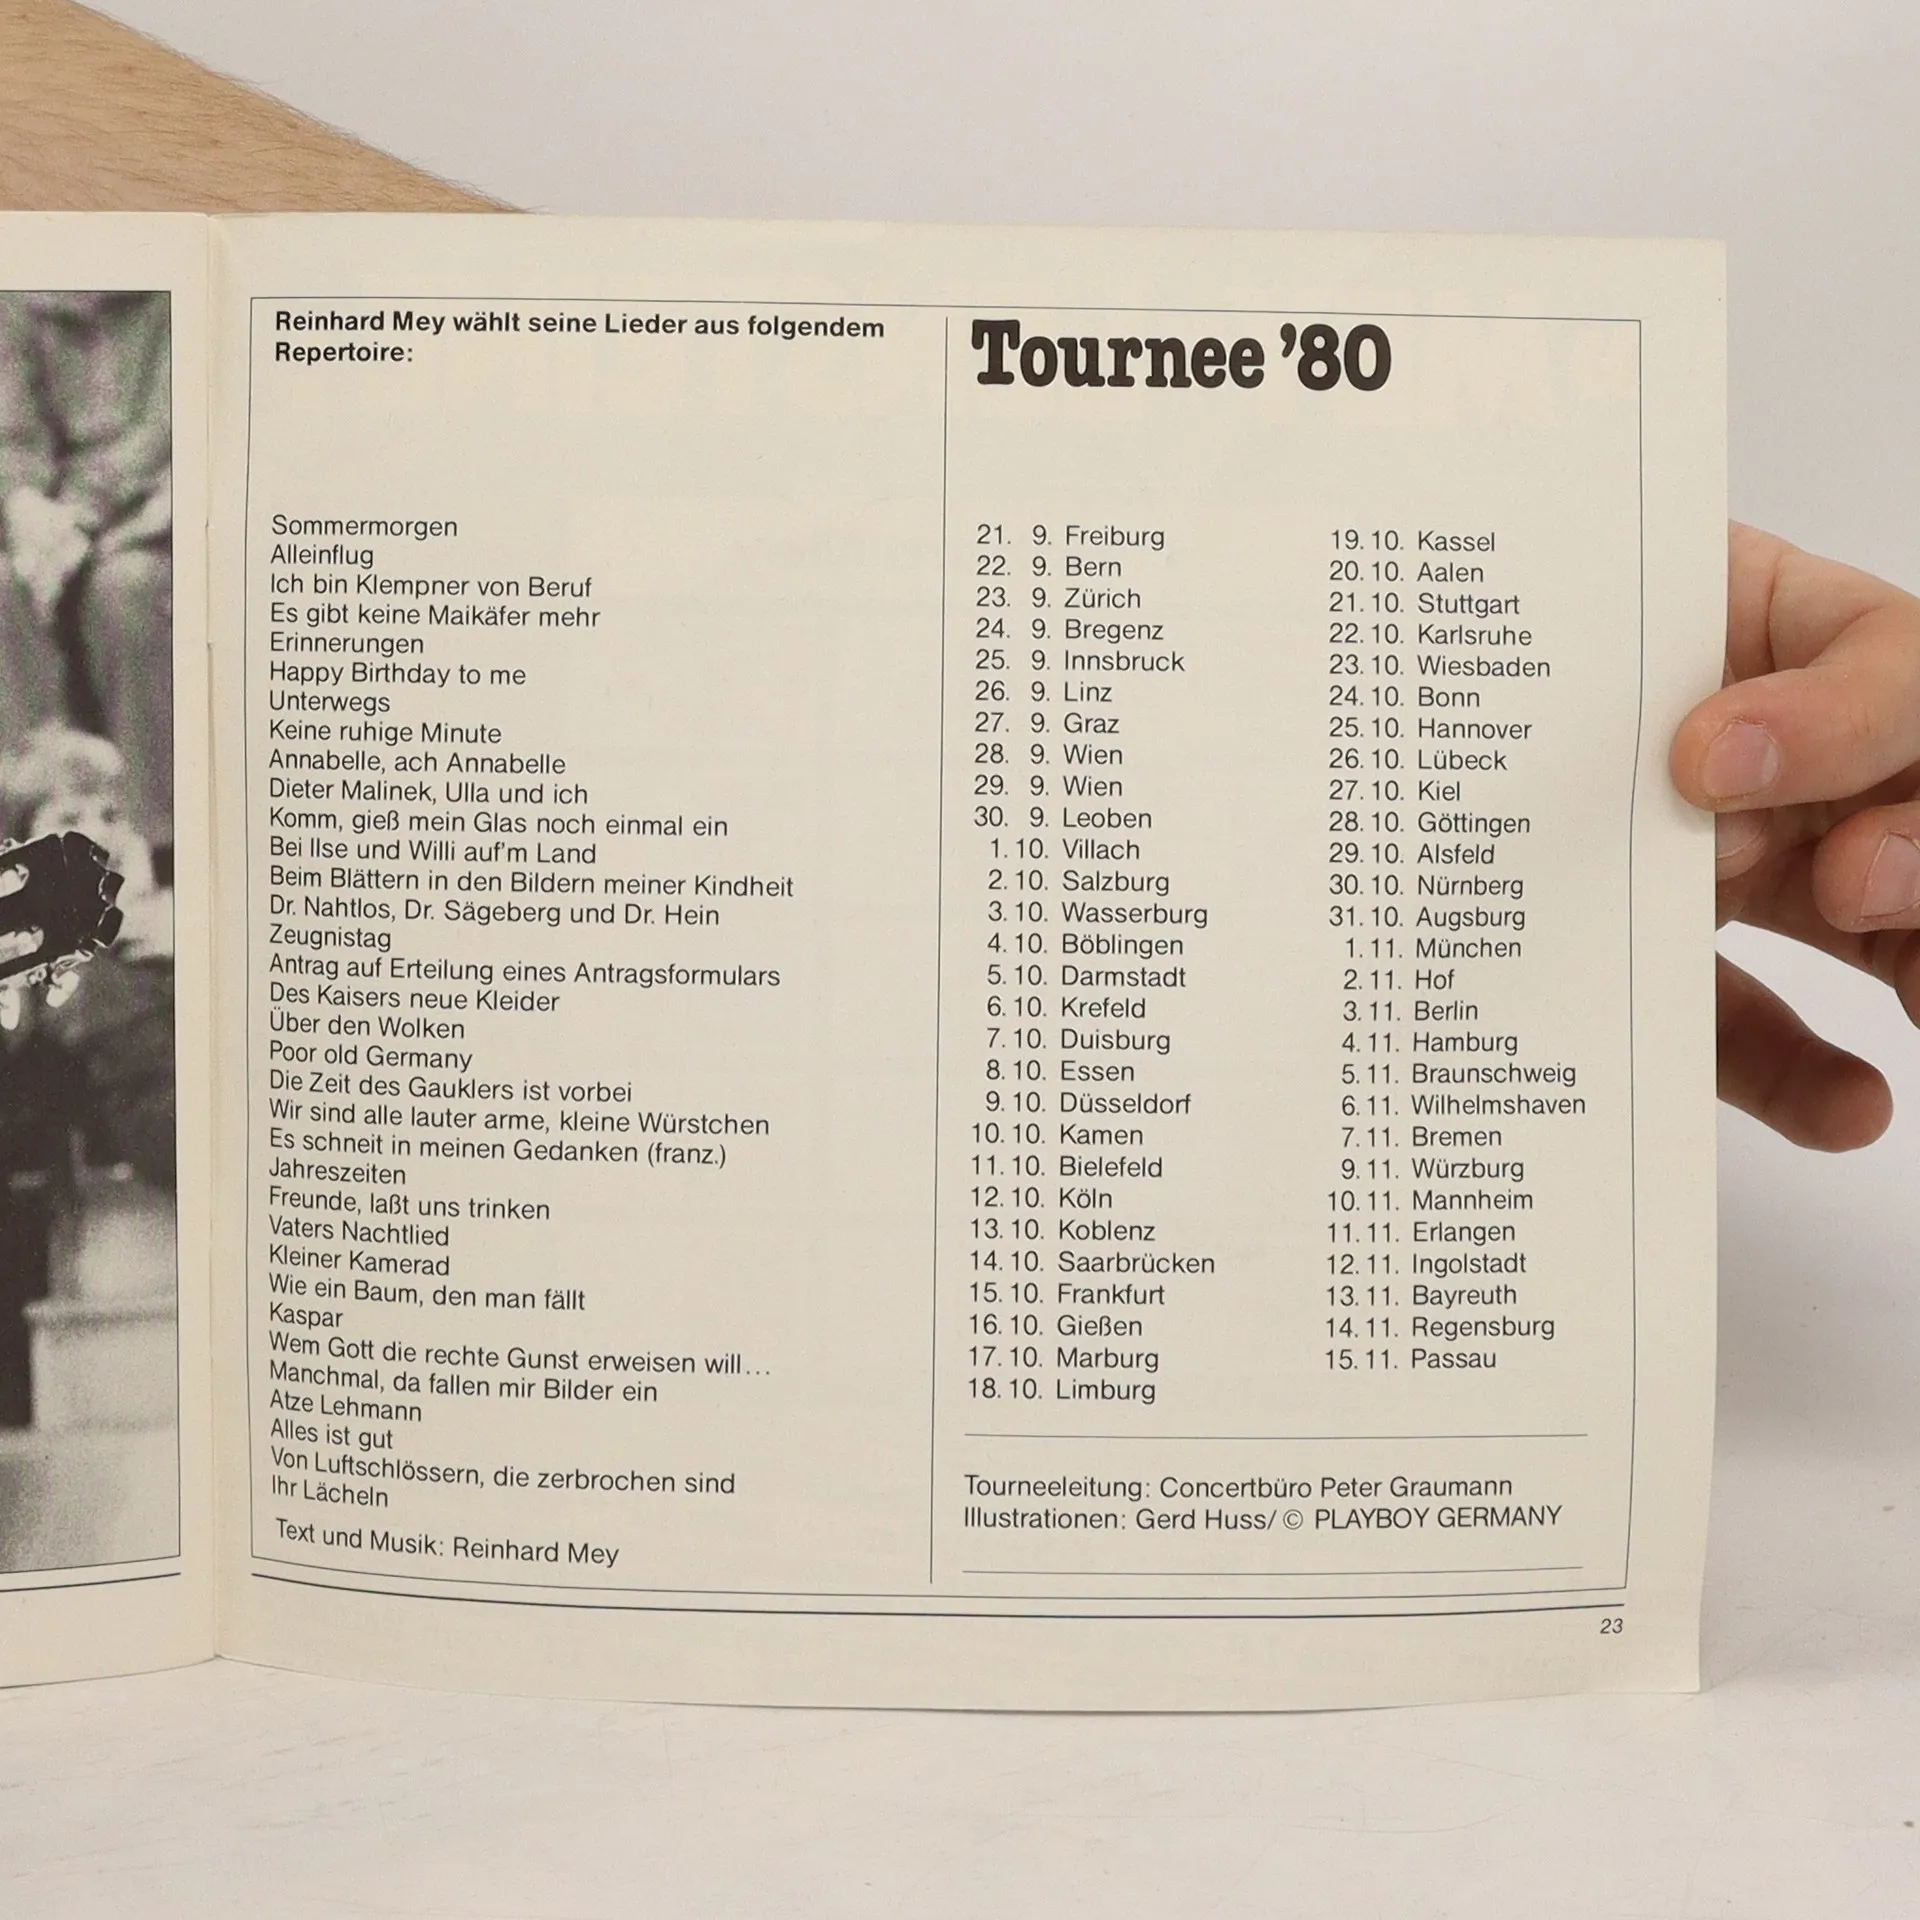 Reinhard Mey wählt seine Lieder aus folgendem
Repertoire:
Sommermorgen
Alleinflug
Ich bin Klempner von Beruf
Es gibt keine Maikäfer mehr
Erinnerungen
Happy Birthday to me
Unterwegs
Keine ruhige Minute
Annabelle, ach Annabelle
Dieter Malinek, Ulla und ich
Komm, gieß mein Glas noch einmal ein
Bei Ilse und Willi auf'm Land
Beim Blättern in den Bildern meiner Kindheit
Dr. Nahtlos, Dr. Sägeberg und Dr. Hein
Zeugnistag
Antrag auf Erteilung eines Antragsformulars
Des Kaisers neue Kleider
Über den Wolken
Poor old Germany
Die Zeit des Gauklers ist vorbei
Wir sind alle lauter arme, kleine Würstchen
Es schneit in meinen Gedanken (franz.)
Jahreszeiten
Freunde, laßt uns trinken
Vaters Nachtlied
Kleiner Kamerad
Wie ein Baum, den man fällt
Kaspar
Wem Gott die rechte Gunst erweisen will...
Manchmal, da fallen mir Bilder ein
Atze Lehmann
Alles ist gut
Von Luftschlössern, die zerbrochen sind
Ihr Lächeln
Text und Musik: Reinhard Mey
Tournee '80
21. 9. Freiburg
22. 9. Bern
23. 9. Zürich
24. 9. Bregenz
25. 9. Innsbruck
26. 9. Linz
27. 9. Graz
28. 9. Wien
29. 9. Wien
30. 9. Leoben
1. 10. Villach
2. 10. Salzburg
3. 10. Wasserburg
4. 10. Böblingen
5. 10. Darmstadt
6. 10. Krefeld
7. 10. Duisburg
8. 10. Essen
9. 10. Düsseldorf
10. 10. Kamen
11. 10. Bielefeld
12. 10. Köln
13. 10. Koblenz
14. 10. Saarbrücken
15. 10. Frankfurt
16. 10. Gießen
17. 10. Marburg
18. 10. Limburg
19. 10. Kassel
20. 10. Aalen
21. 10. Stuttgart
22. 10. Karlsruhe
23. 10. Wiesbaden
24. 10. Bonn
25. 10. Hannover
26. 10. Lübeck
27. 10. Kiel
28. 10. Göttingen
29. 10. Alsfeld
30. 10. Nürnberg
31. 10. Augsburg
1. 11. München
2. 11. Hof
3. 11. Berlin
4. 11. Hamburg
5. 11. Braunschweig
6. 11. Wilhelmshaven
7. 11. Bremen
9. 11. Würzburg
10. 11. Mannheim
11. 11. Erlangen
12. 11. Ingolstadt
13. 11. Bayreuth
14. 11. Regensburg
15. 11. Passau
Tourneeleitung: Concertbüro Peter Graumann
Illustrationen: Gerd Huss/ © PLAYBOY GERMANY
23